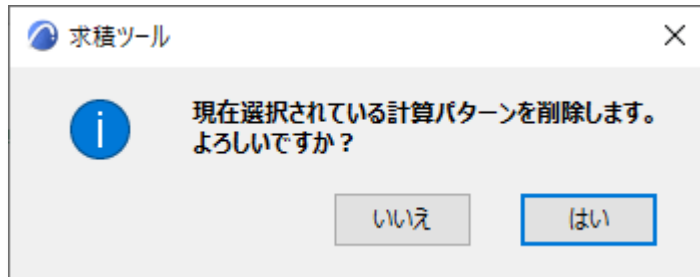 求積ツール
現在選択されている計算パターンを削除します。
よろしいですか？
いいえ
はい